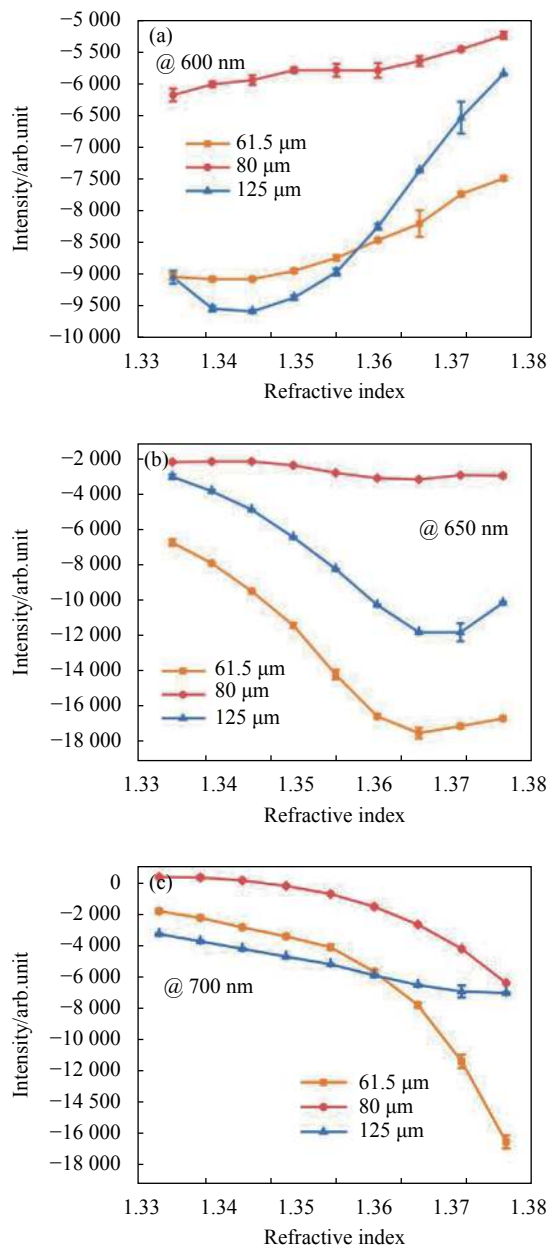 (a)
@ 600 nm
−5 000
−5 500
−6 000
−6 500
−7 000
−7 500
−8 000
−8 500
−9 000
−9 500
−10 000
Intensity/arb.unit
61.5 μm
80 μm
125 μm
1.33 1.34 1.35 1.36 1.37 1.38
Refractive index
(b)
@ 650 nm
−2 000
−4 000
−6 000
−8 000
−10 000
−12 000
−14 000
−16 000
−18 000
Intensity/arb.unit
61.5 μm
80 μm
125 μm
1.33 1.34 1.35 1.36 1.37 1.38
Refractive index
(c)
@ 700 nm
0
−2 000
−4 000
−6 000
−8 000
−10 000
−12 000
−14 500
−16 000
−18 000
Intensity/arb.unit
61.5 μm
80 μm
125 μm
1.33 1.34 1.35 1.36 1.37 1.38
Refractive index